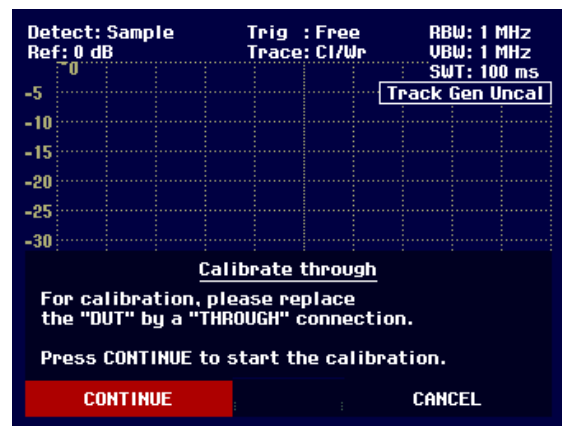 Detect: Sample Trig : Free RBW: 1 MHz
Ref: 0 dB Trace: Cl/Wr VBW: 1 MHz
0 SWT: 100 ms
-5 Track Gen Uncal
-10
-15
-20
-25
-30
Calibrate through
For calibration, please replace
the "DUT" by a "THROUGH" connection.
Press CONTINUE to start the calibration.
CONTINUE CANCEL